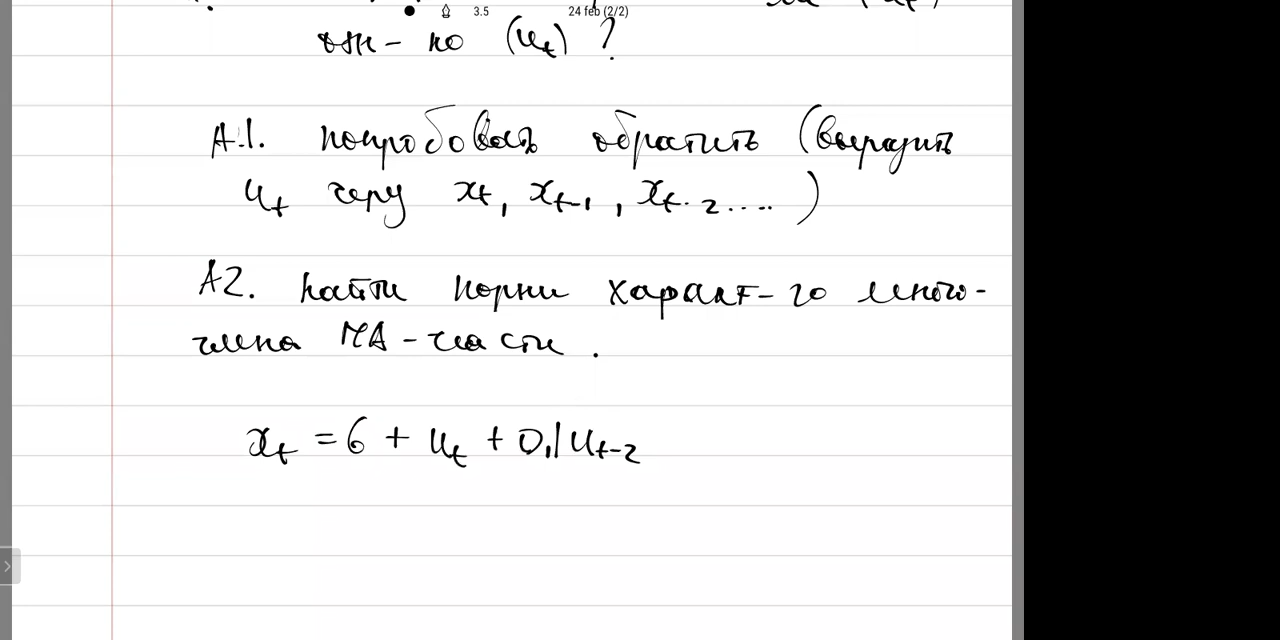 3.5 24 feb (2/2)
отн-но (u_t) ?
A.1. попробовать обратить (выразить
u_t через x_t, x_{t-1}, x_{t-2} .... )
A2. найти корни характ-го много-
члена MA-части .
x_t = 6 + u_t + 0,1 u_{t-2}